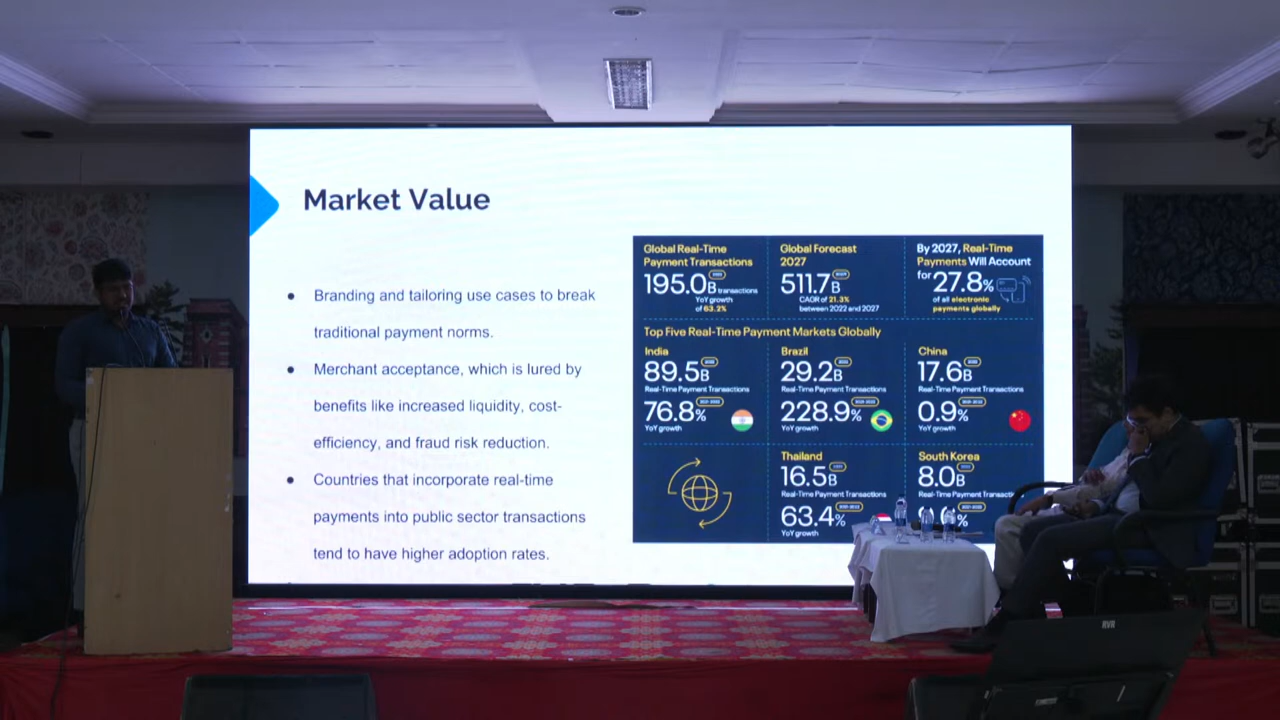 Market Value
Branding and tailoring use cases to break
traditional payment norms.
Merchant acceptance, which is lured by
benefits like increased liquidity, cost-
efficiency, and fraud risk reduction.
Countries that incorporate real-time
payments into public sector transactions
tend to have higher adoption rates.
Global Real-Time
Payment Transactions
195.0B transactions
YoY growth
of 63.2%
Global Forecast
2027
511.7B
CAGR of 21.3%
between 2022 and 2027
By 2027, Real-Time
Payments Will Account
for 27.8%
of all electronic
payments globally
Top Five Real-Time Payment Markets Globally
India
89.5B
Real-Time Payment Transactions
76.8%
YoY growth
Brazil
29.2B
Real-Time Payment Transactions
228.9%
YoY growth
China
17.6B
Real-Time Payment Transactions
0.9%
YoY growth
Thailand
16.5B
Real-Time Payment Transactions
63.4%
YoY growth
South Korea
8.0B
Real-Time Payment
%